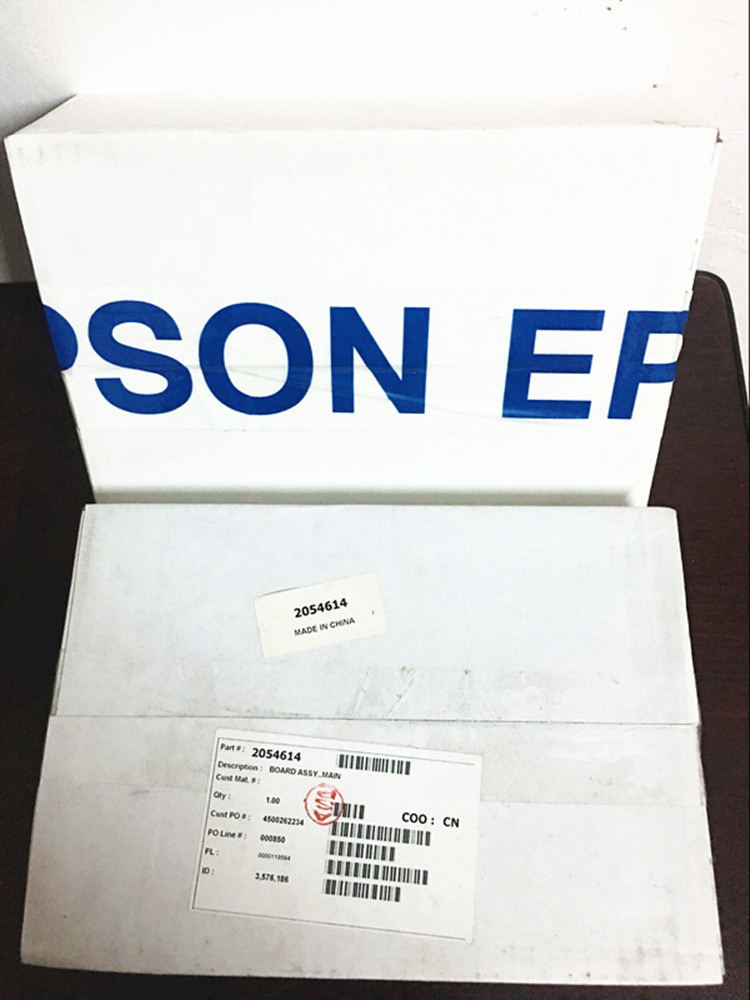 PSON EP
2054614
MADE IN CHINA
Part # : 2054614
Description : BOARD ASSY.,MAIN
Cust Mat. # :
Qty : 1.00
COO : CN
Cust PO # : 4500262234
PO Line # : 000850
PL : 0000118564
ID : 3,576,186